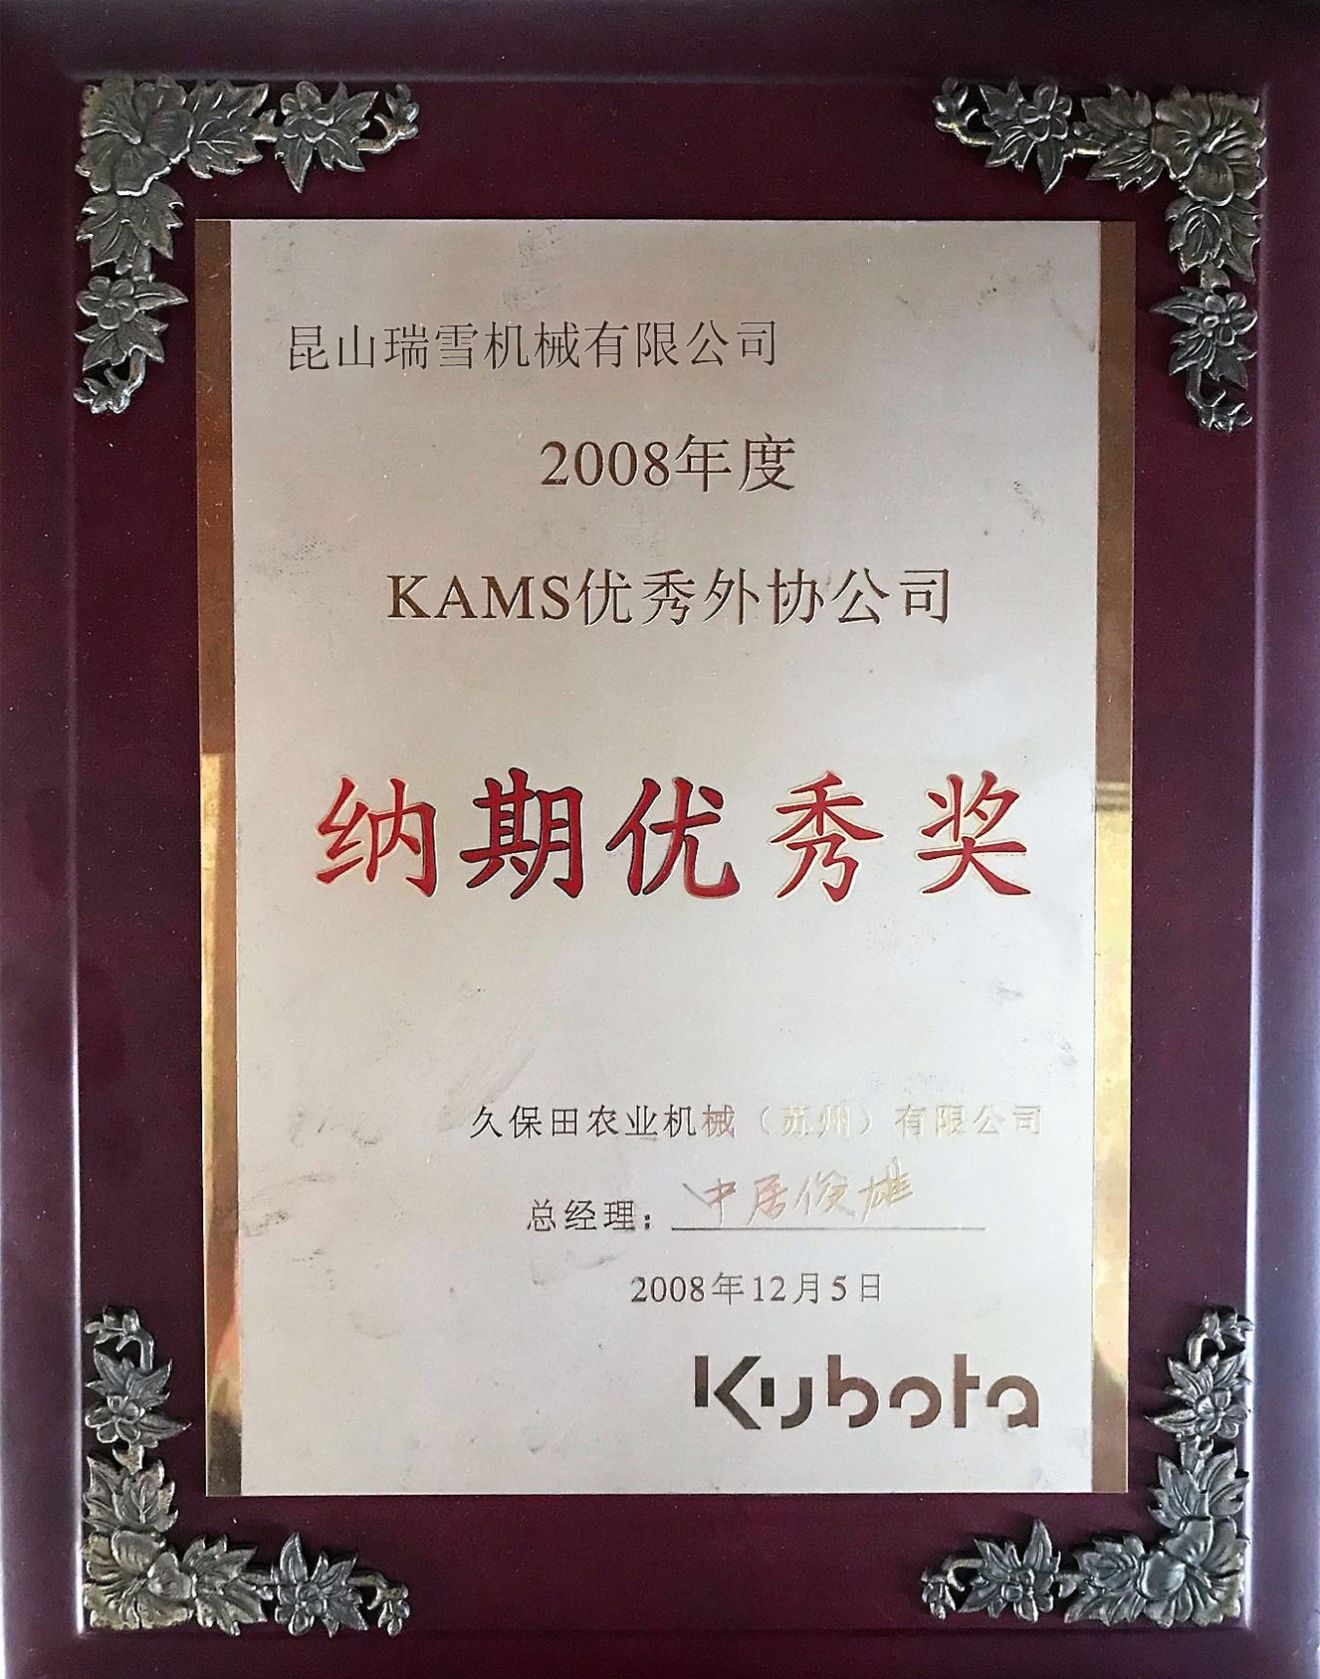 昆山瑞雪机械有限公司
2008年度
KAMS优秀外协公司
纳期优秀奖
久保田农业机械（苏州）有限公司
总经理：中居俊雄
2008年12月5日
Kubota